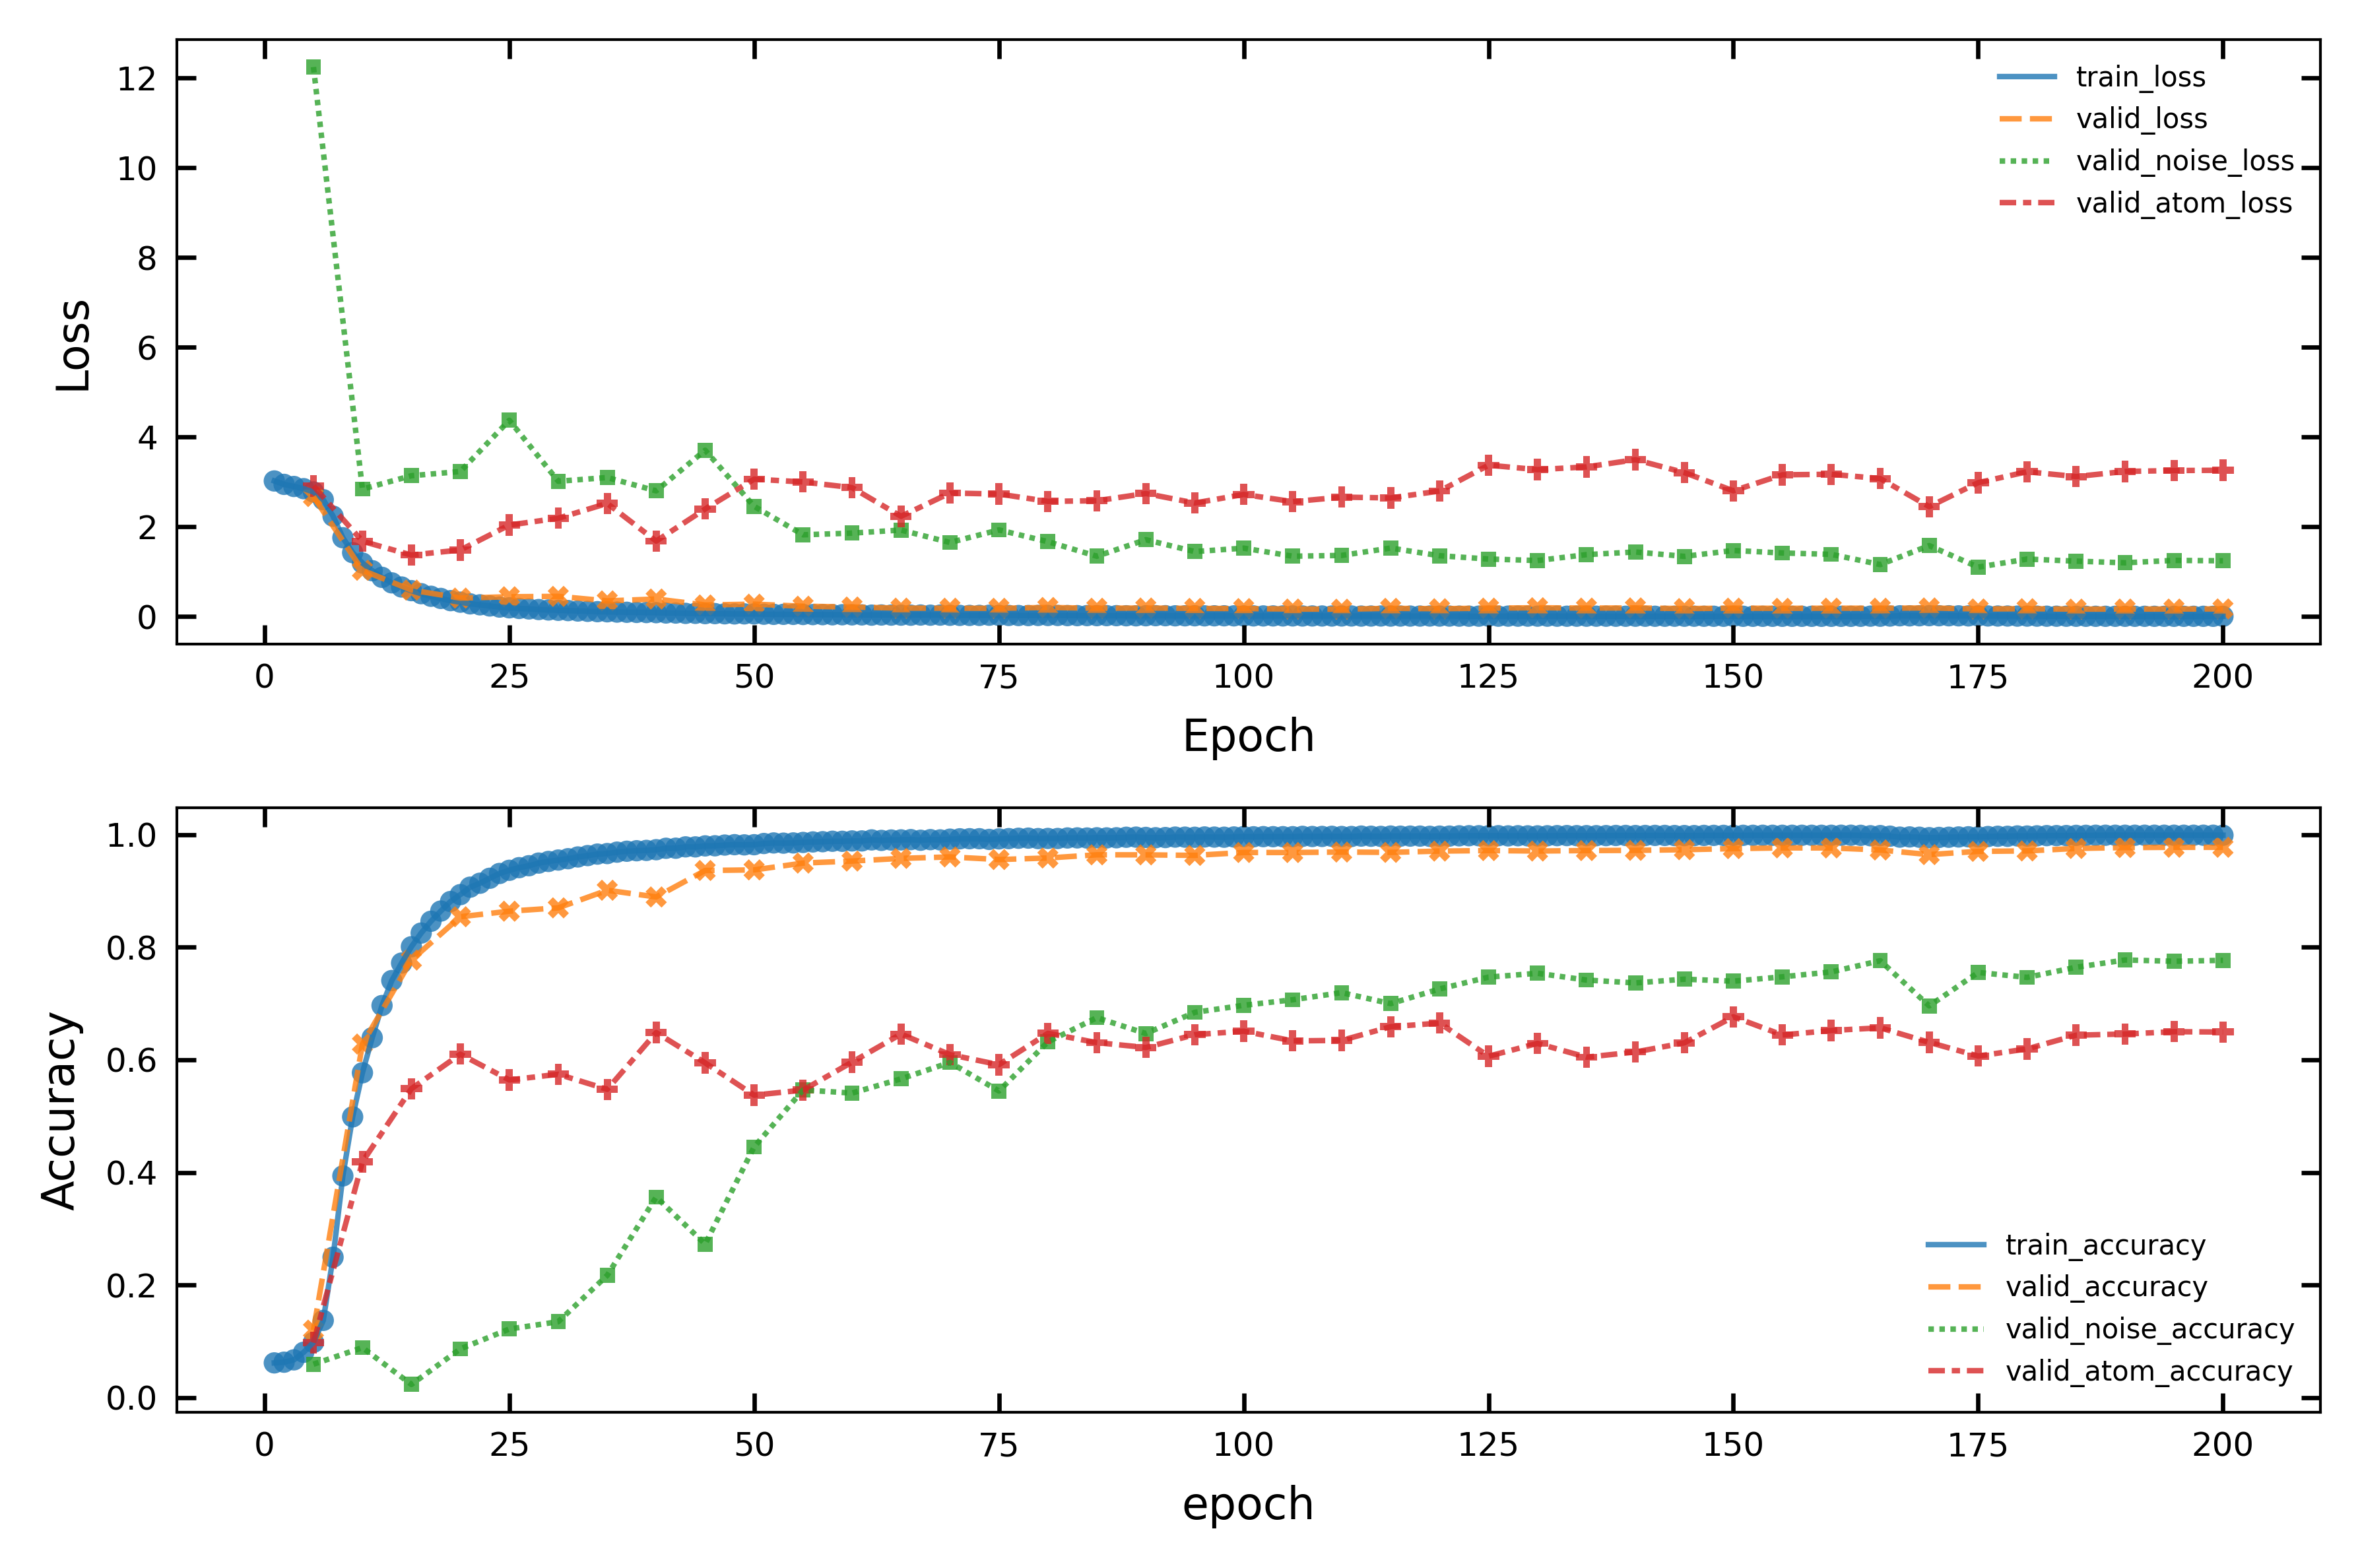 12
10
8
6
4
2
0
Loss
train_loss
valid_loss
valid_noise_loss
valid_atom_loss
0 25 50 75 100 125 150 175 200
Epoch
1.0
0.8
0.6
0.4
0.2
0.0
Accuracy
train_accuracy
valid_accuracy
valid_noise_accuracy
valid_atom_accuracy
0 25 50 75 100 125 150 175 200
epoch